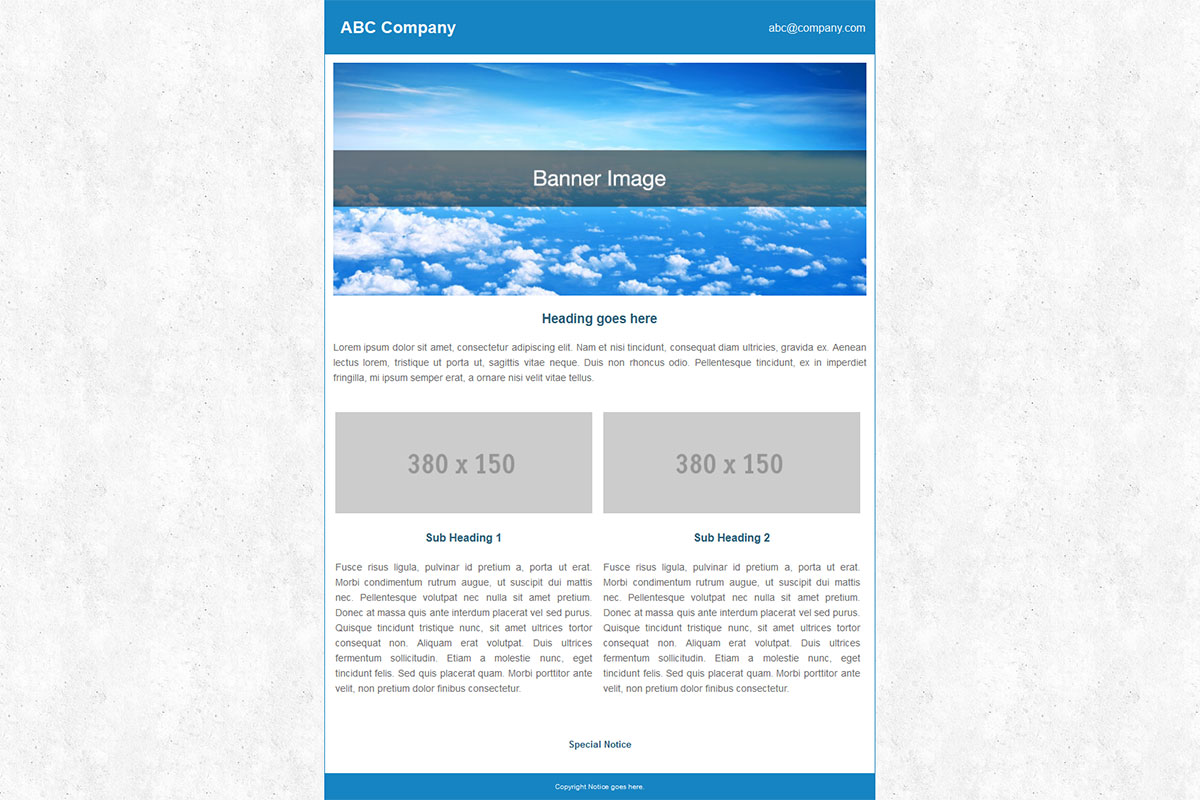 ABC Company
abc@company.com
Banner Image
Heading goes here
Lorem ipsum dolor sit amet, consectetur adipiscing elit. Nam et nisi tincidunt, consequat diam ultricies, gravida ex. Aenean
lectus lorem, tristique ut porta ut, sagittis vitae neque. Duis non rhoncus odio. Pellentesque tincidunt, ex in imperdiet
fringilla, mi ipsum semper erat, a ornare nisi velit vitae tellus.
380 x 150
380 x 150
Sub Heading 1
Fusce risus ligula, pulvinar id pretium a, porta ut erat.
Morbi condimentum rutrum augue, ut suscipit dui mattis
nec. Pellentesque volutpat nec nulla sit amet pretium.
Donec at massa quis ante interdum placerat vel sed purus.
Quisque tincidunt tristique nunc, sit amet ultrices tortor
consequat non. Aliquam erat volutpat. Duis ultrices
fermentum sollicitudin. Etiam a molestie nunc, eget
tincidunt felis. Sed quis placerat quam. Morbi porttitor ante
velit, non pretium dolor finibus consectetur.
Sub Heading 2
Fusce risus ligula, pulvinar id pretium a, porta ut erat.
Morbi condimentum rutrum augue, ut suscipit dui mattis
nec. Pellentesque volutpat nec nulla sit amet pretium.
Donec at massa quis ante interdum placerat vel sed purus.
Quisque tincidunt tristique nunc, sit amet ultrices tortor
consequat non. Aliquam erat volutpat. Duis ultrices
fermentum sollicitudin. Etiam a molestie nunc, eget
tincidunt felis. Sed quis placerat quam. Morbi porttitor ante
velit, non pretium dolor finibus consectetur.
Special Notice
Copyright Notice goes here.